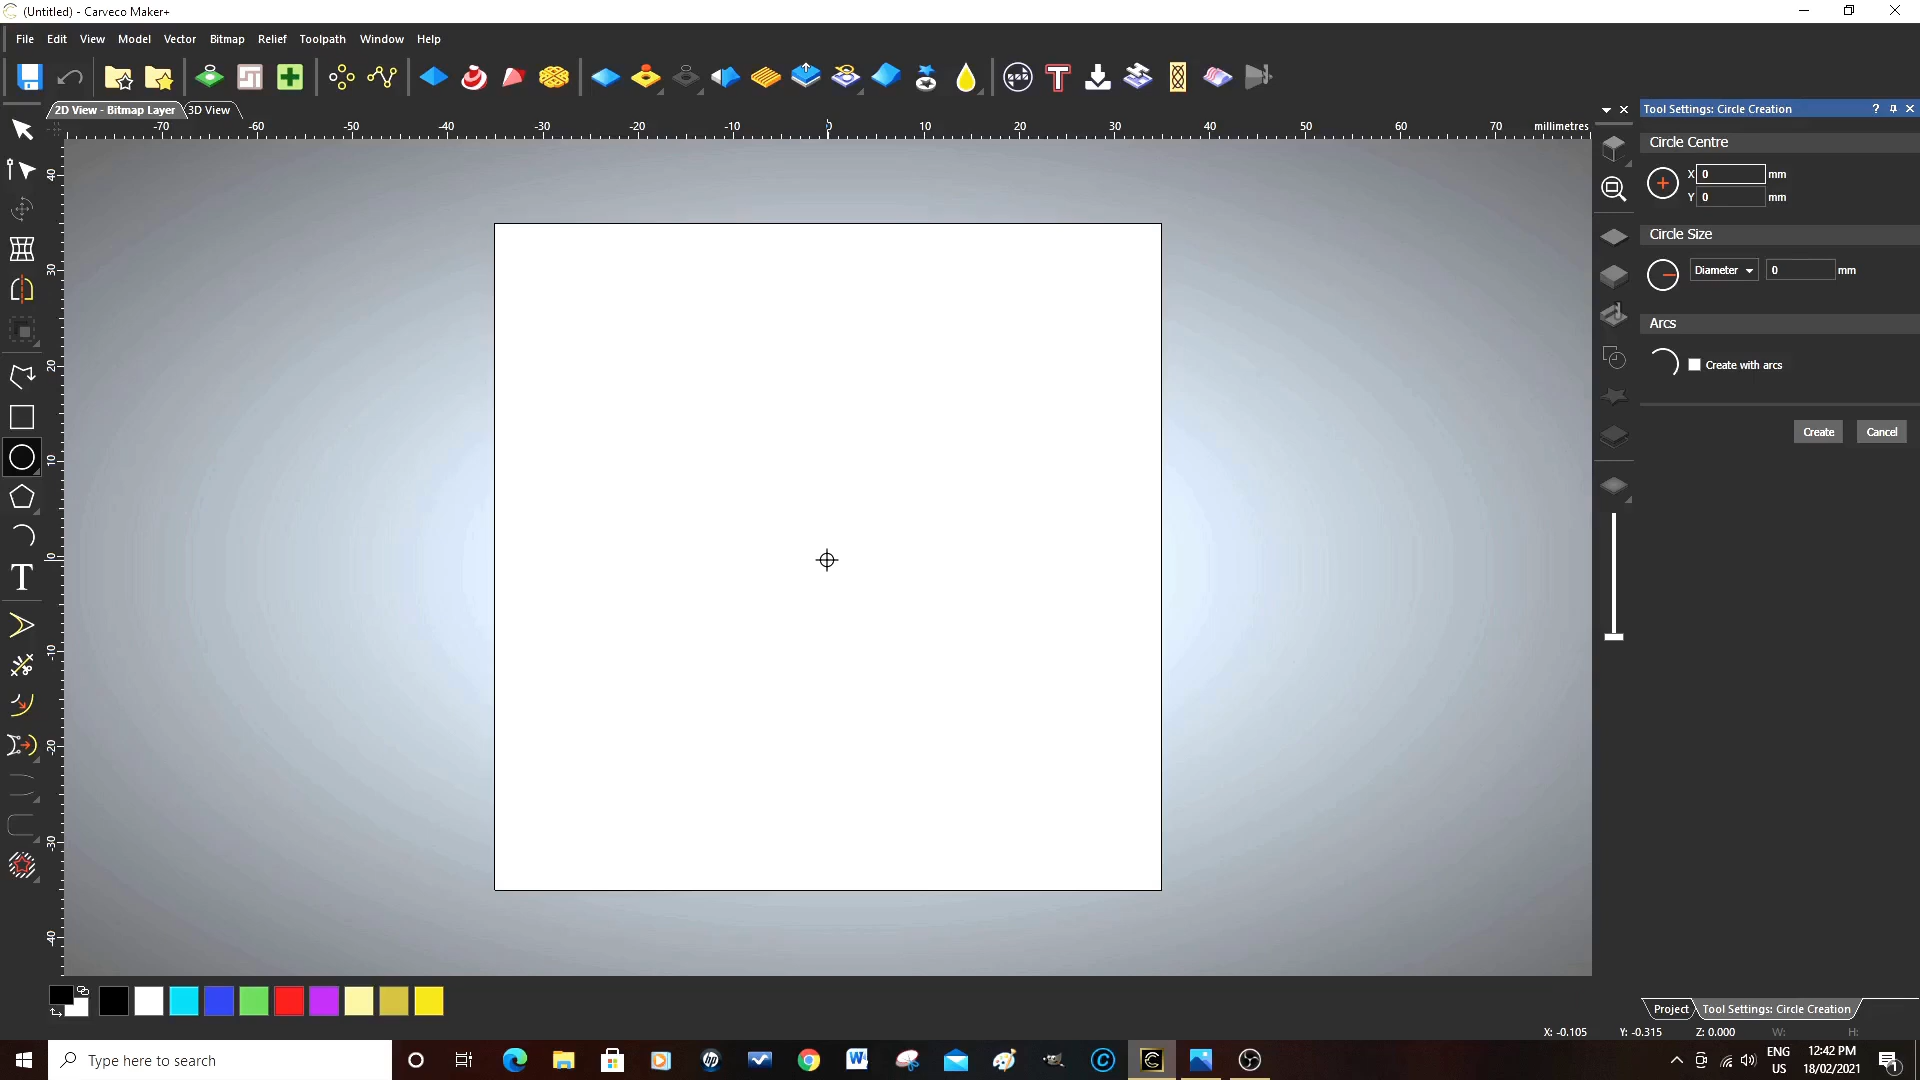 (Untitled) - Carveco Maker+
File Edit View Model Vector Bitmap Relief Toolpath Window Help
2D View - Bitmap Layer 3D View
-70 -60 -50 -40 -30 -20 -10 0 10 20 30 40 50 60 70 millimetres
40
30
20
10
0
-10
-20
-30
-40
Tool Settings: Circle Creation
Circle Centre
X 0 mm
Y 0 mm
Circle Size
Diameter 0 mm
Arcs
Create with arcs
Create Cancel
Project Tool Settings: Circle Creation
X: -0.105 Y: -0.315 Z: 0.000 W: H:
Type here to search
ENG
US
12:42 PM
18/02/2021
1